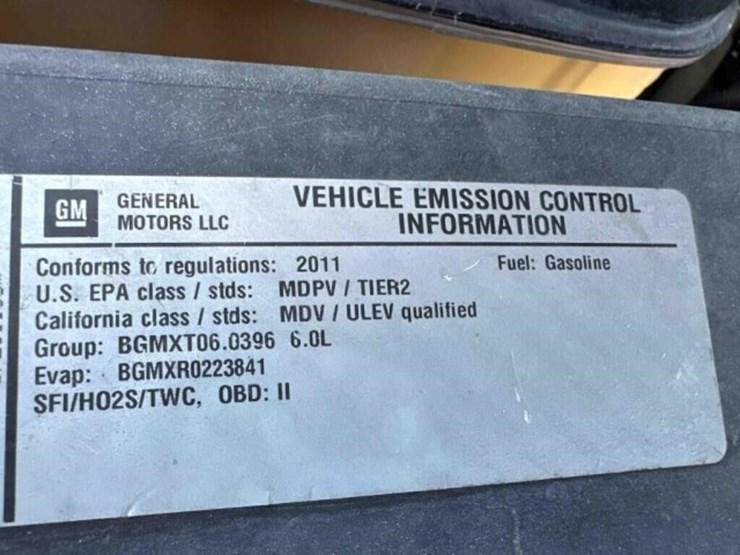 GM GENERAL MOTORS LLC
VEHICLE EMISSION CONTROL
INFORMATION
Conforms to regulations: 2011 Fuel: Gasoline
U.S. EPA class / stds: MDPV / TIER2
California class / stds: MDV / ULEV qualified
Group: BGMXT06.0396 6.0L
Evap: BGMXR0223841
SFI/HO2S/TWC, OBD: II